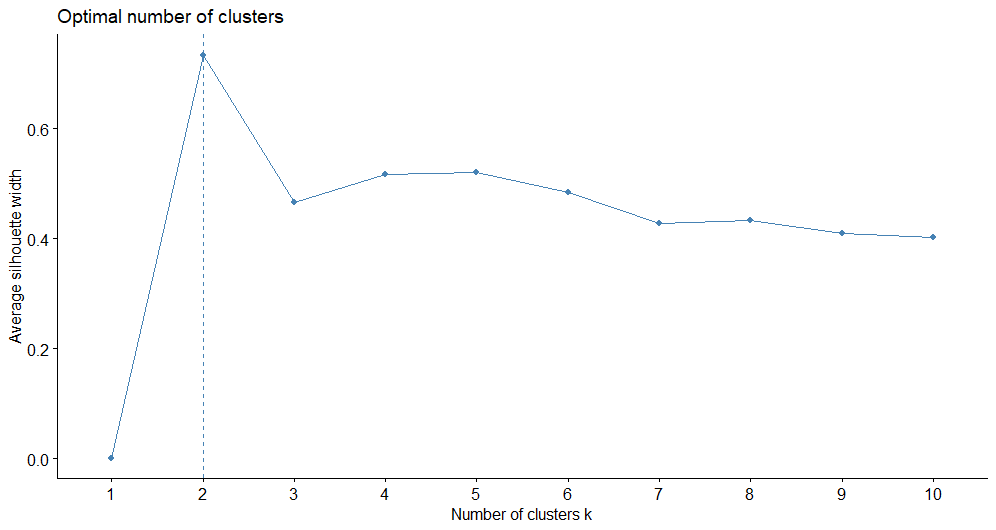 Optimal number of clusters
Average silhouette width
0.6
0.4
0.2
0.0
1 2 3 4 5 6 7 8 9 10
Number of clusters k